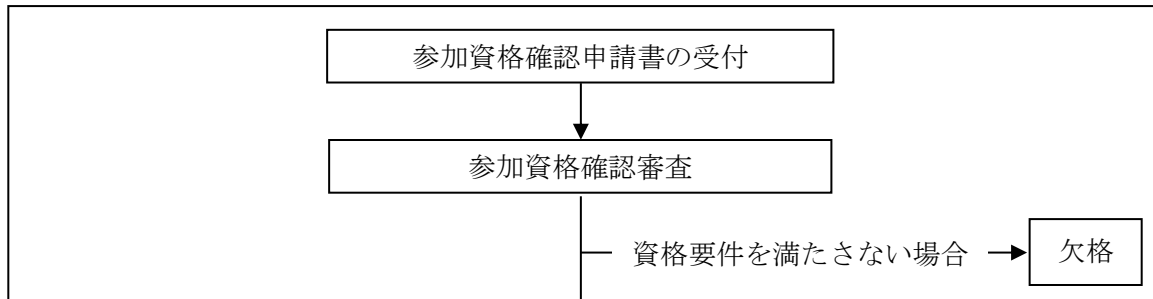 参加資格確認申請書の受付
参加資格確認審査
資格要件を満たさない場合
欠格